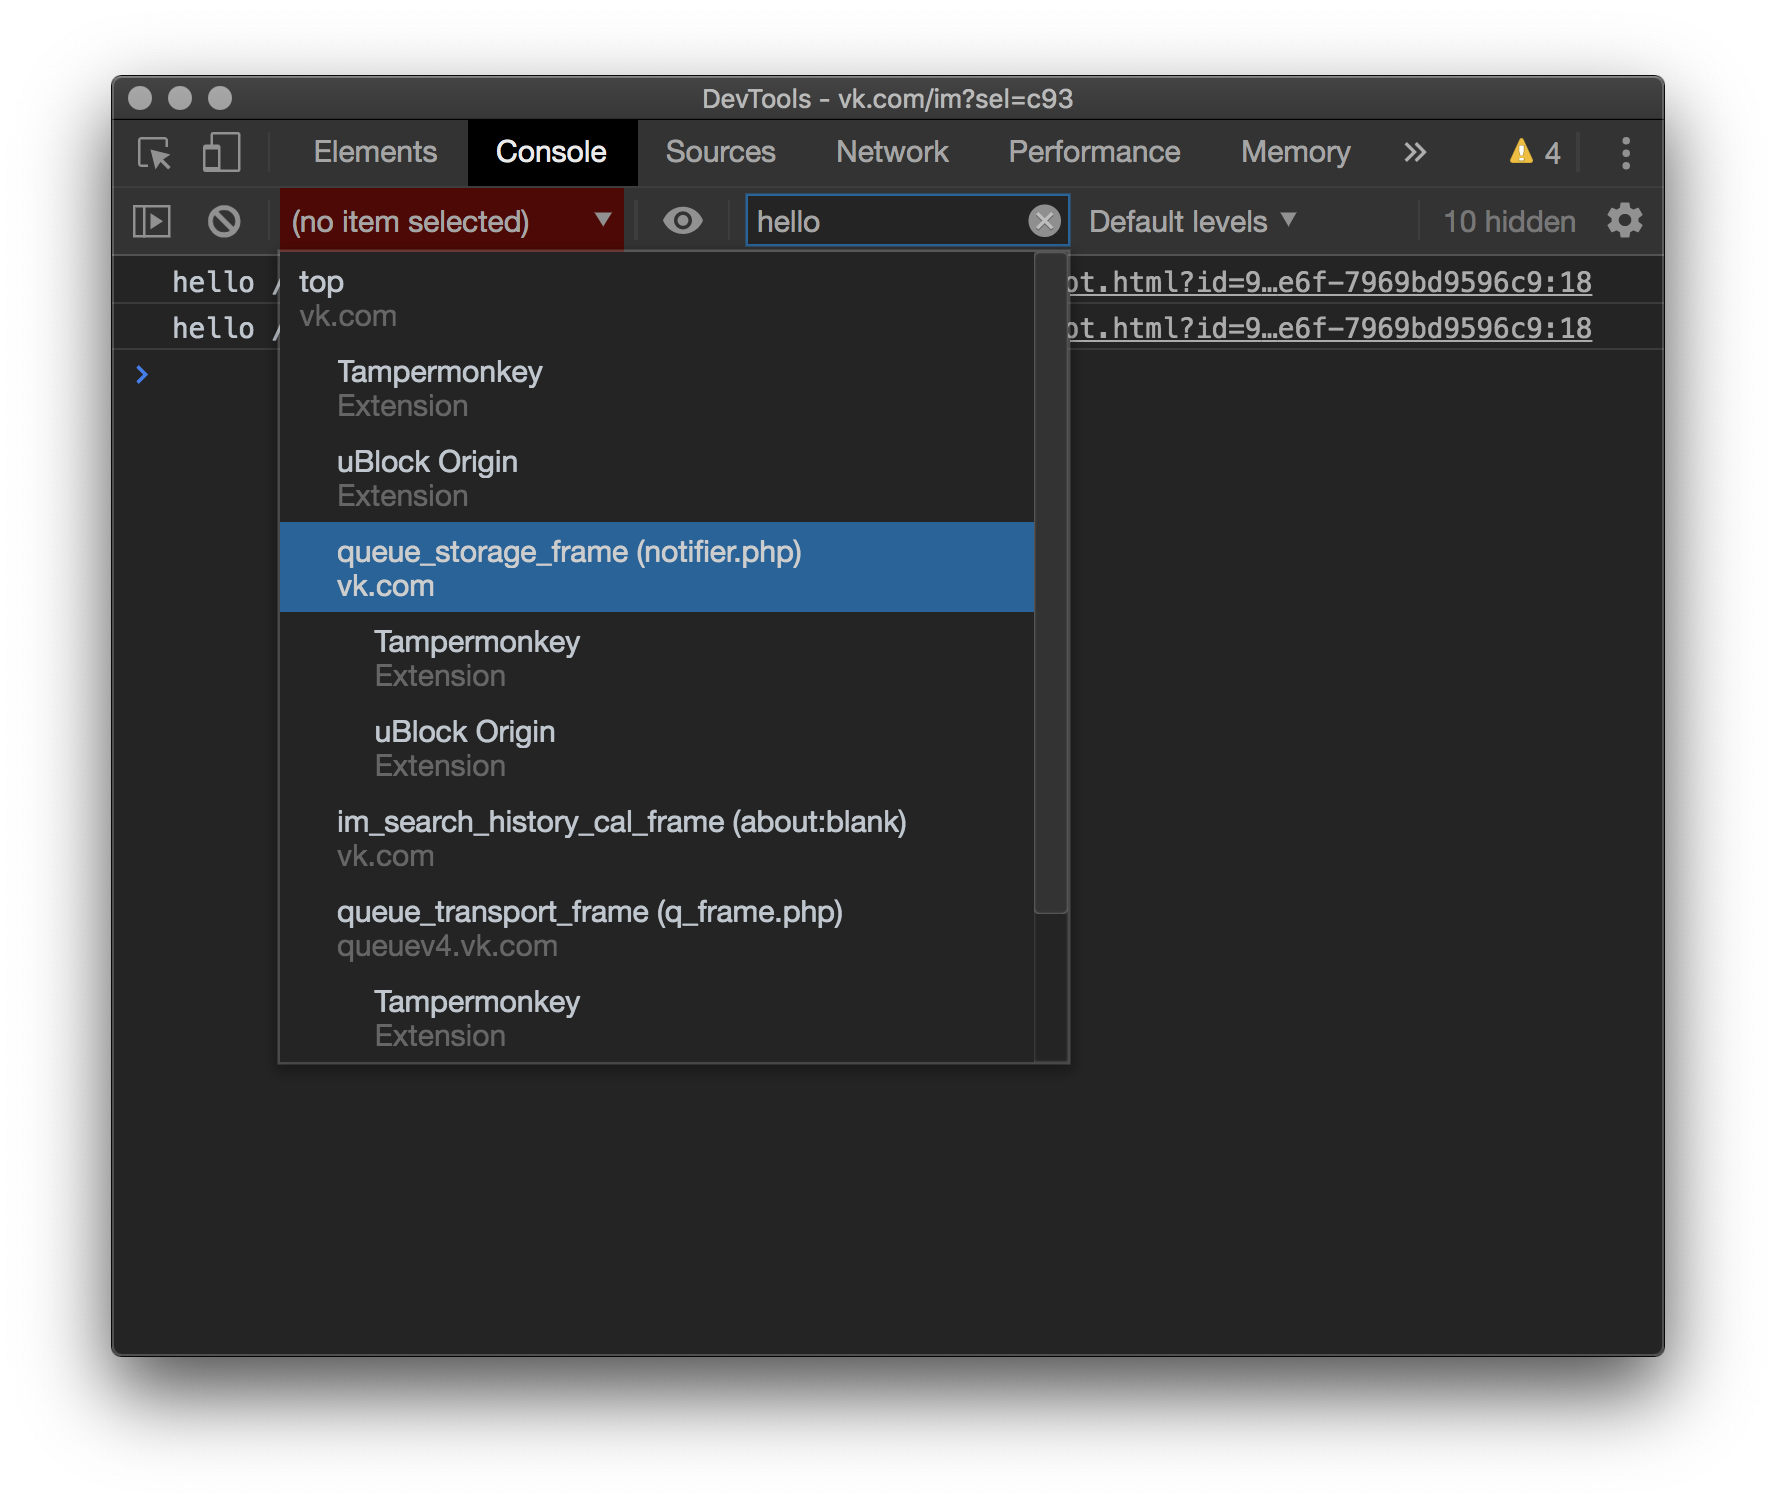 DevTools - vk.com/im?sel=c93
Elements Console Sources Network Performance Memory » 4
(no item selected) ▼ hello Default levels ▼ 10 hidden
hello / pt.html?id=9…e6f-7969bd9596c9:18
hello / pt.html?id=9…e6f-7969bd9596c9:18
top
vk.com
Tampermonkey
Extension
uBlock Origin
Extension
queue_storage_frame (notifier.php)
vk.com
Tampermonkey
Extension
uBlock Origin
Extension
im_search_history_cal_frame (about:blank)
vk.com
queue_transport_frame (q_frame.php)
queuev4.vk.com
Tampermonkey
Extension